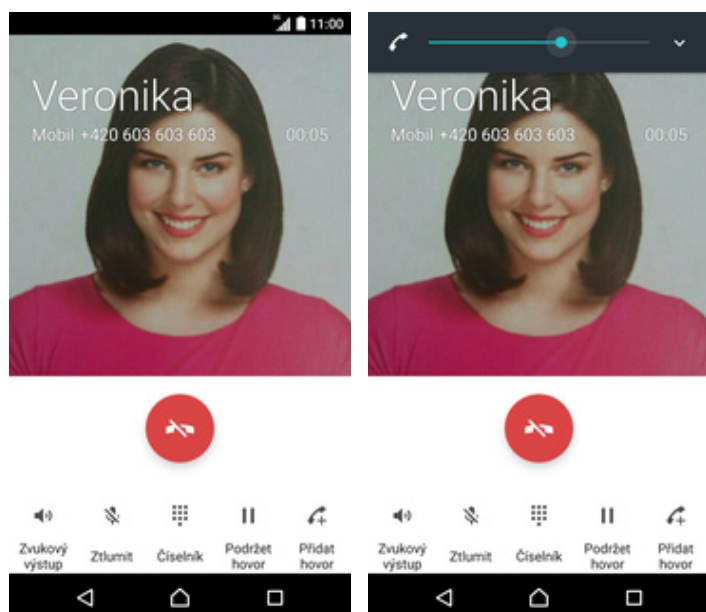 3G 11:00
Veronika
Mobil +420 603 603 603 00:05
Zvukový výstup
Ztlumit
Číselník
Podržet hovor
Přidat hovor
Veronika
Mobil +420 603 603 603 00:05
Zvukový výstup
Ztlumit
Číselník
Podržet hovor
Přidat hovor